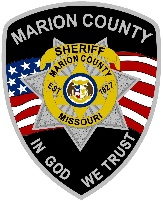 MARION COUNTY
SHERIFF
MARION COUNTY
EST. 1827
MISSOURI
IN GOD WE TRUST